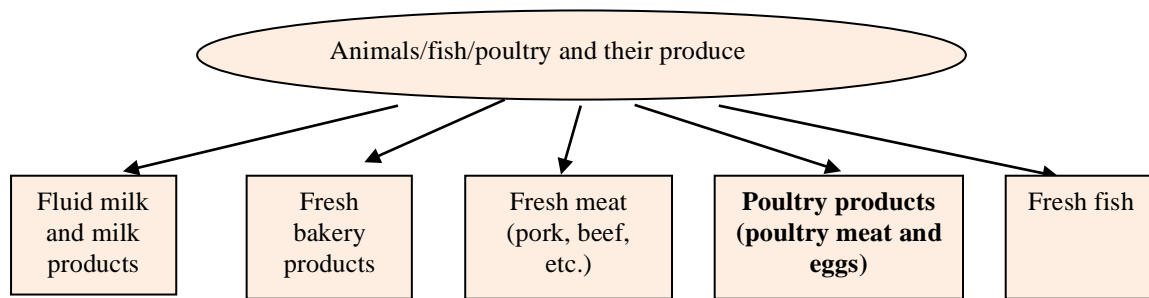 Animals/fish/poultry and their produce
Fluid milk
and milk
products
Fresh
bakery
products
Fresh meat
(pork, beef,
etc.)
Poultry products
(poultry meat and
eggs)
Fresh fish